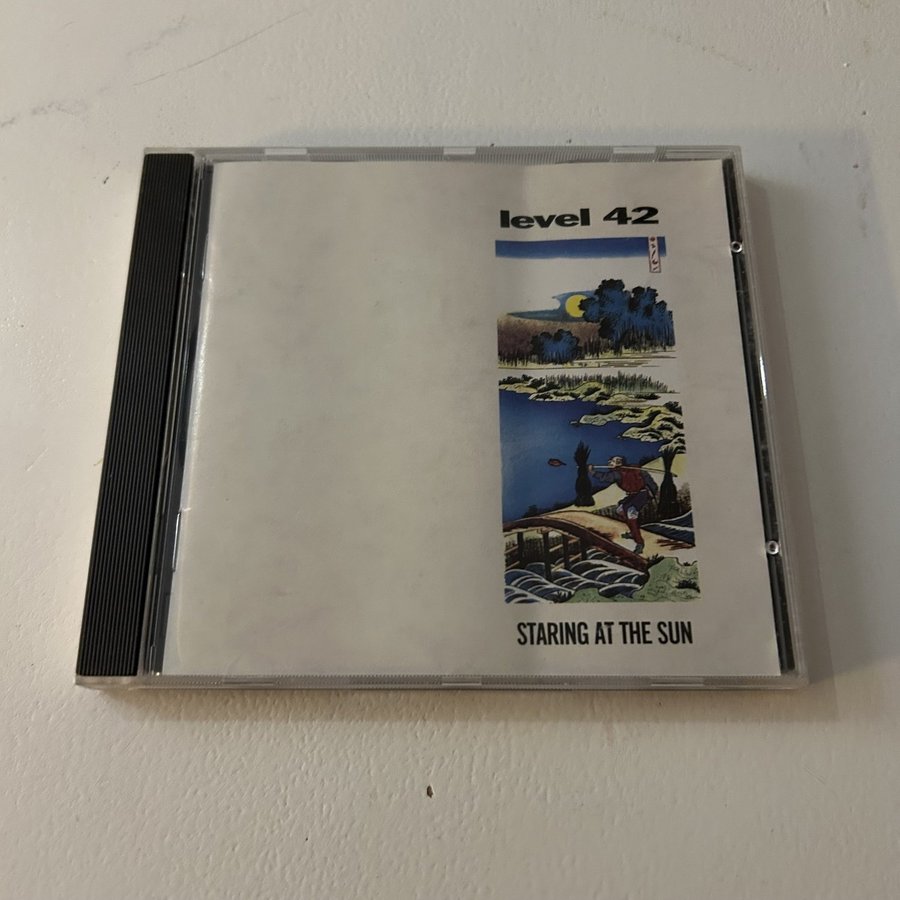 level 42
STARING AT THE SUN